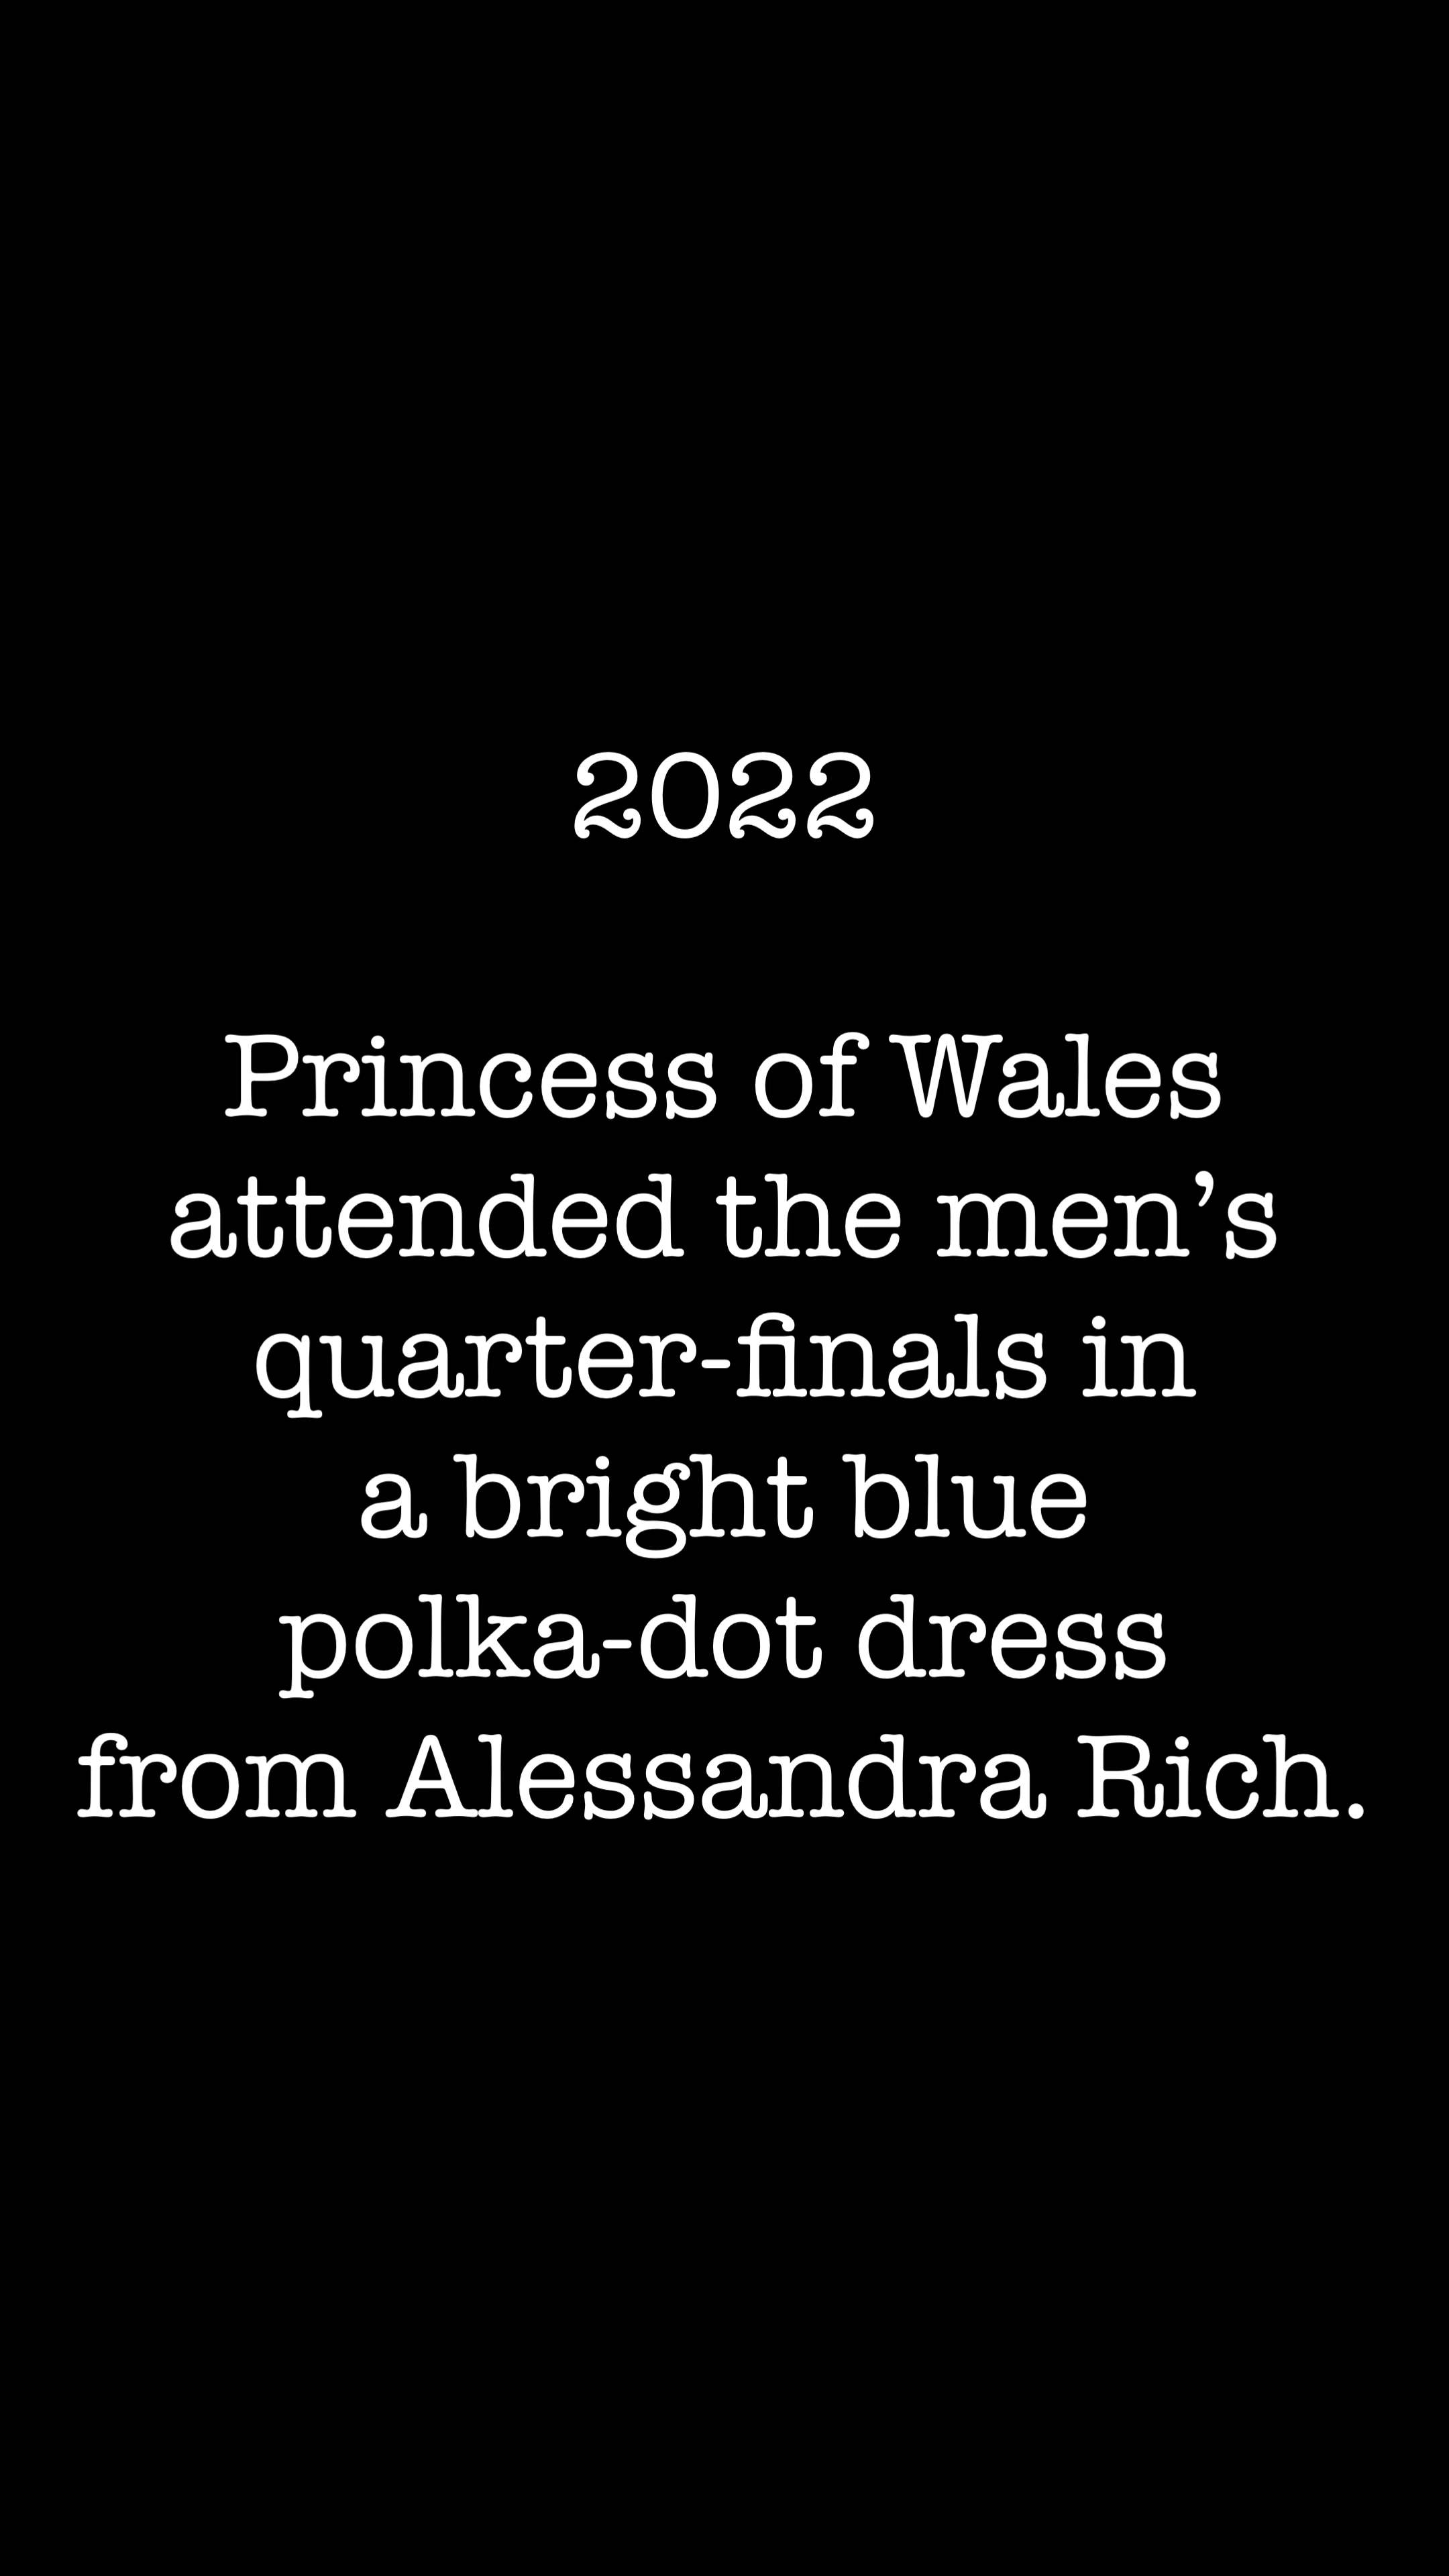 2022
Princess of Wales
attended the men’s
quarter-finals in
a bright blue
polka-dot dress
from Alessandra Rich.